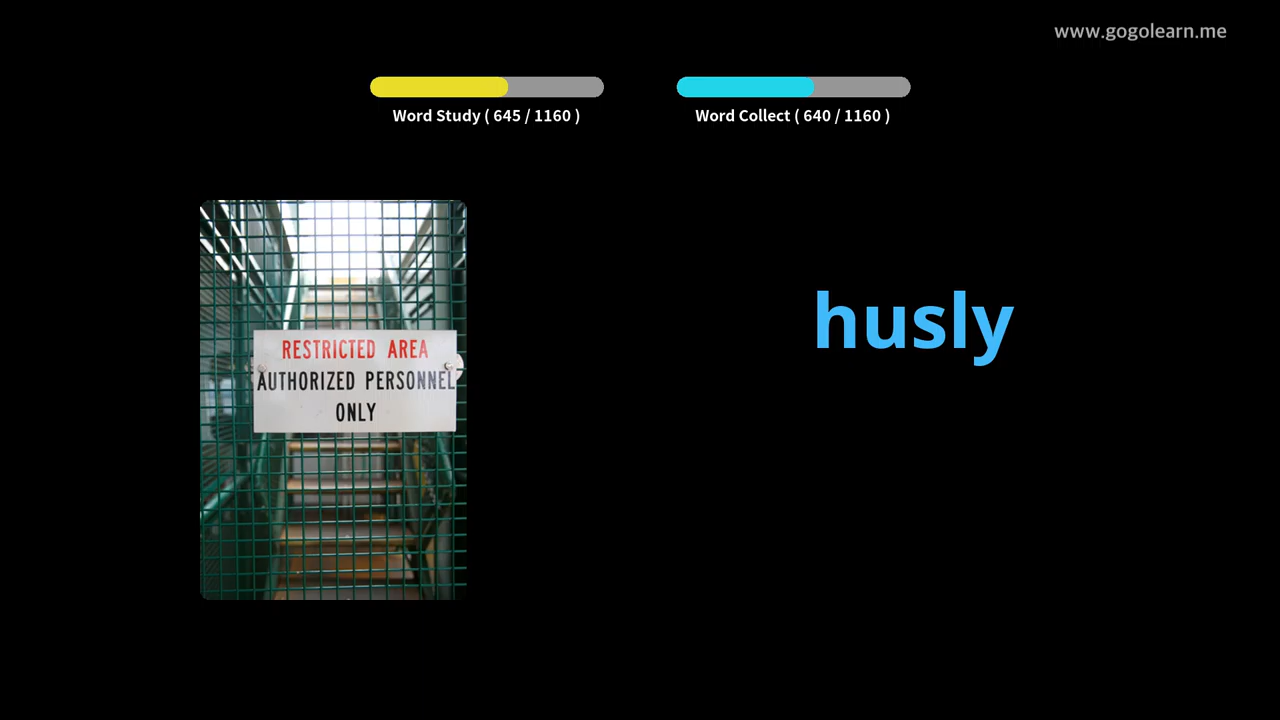 www.gogolearn.me
Word Study ( 645 / 1160 )
Word Collect ( 640 / 1160 )
RESTRICTED AREA
AUTHORIZED PERSONNEL
ONLY
husly